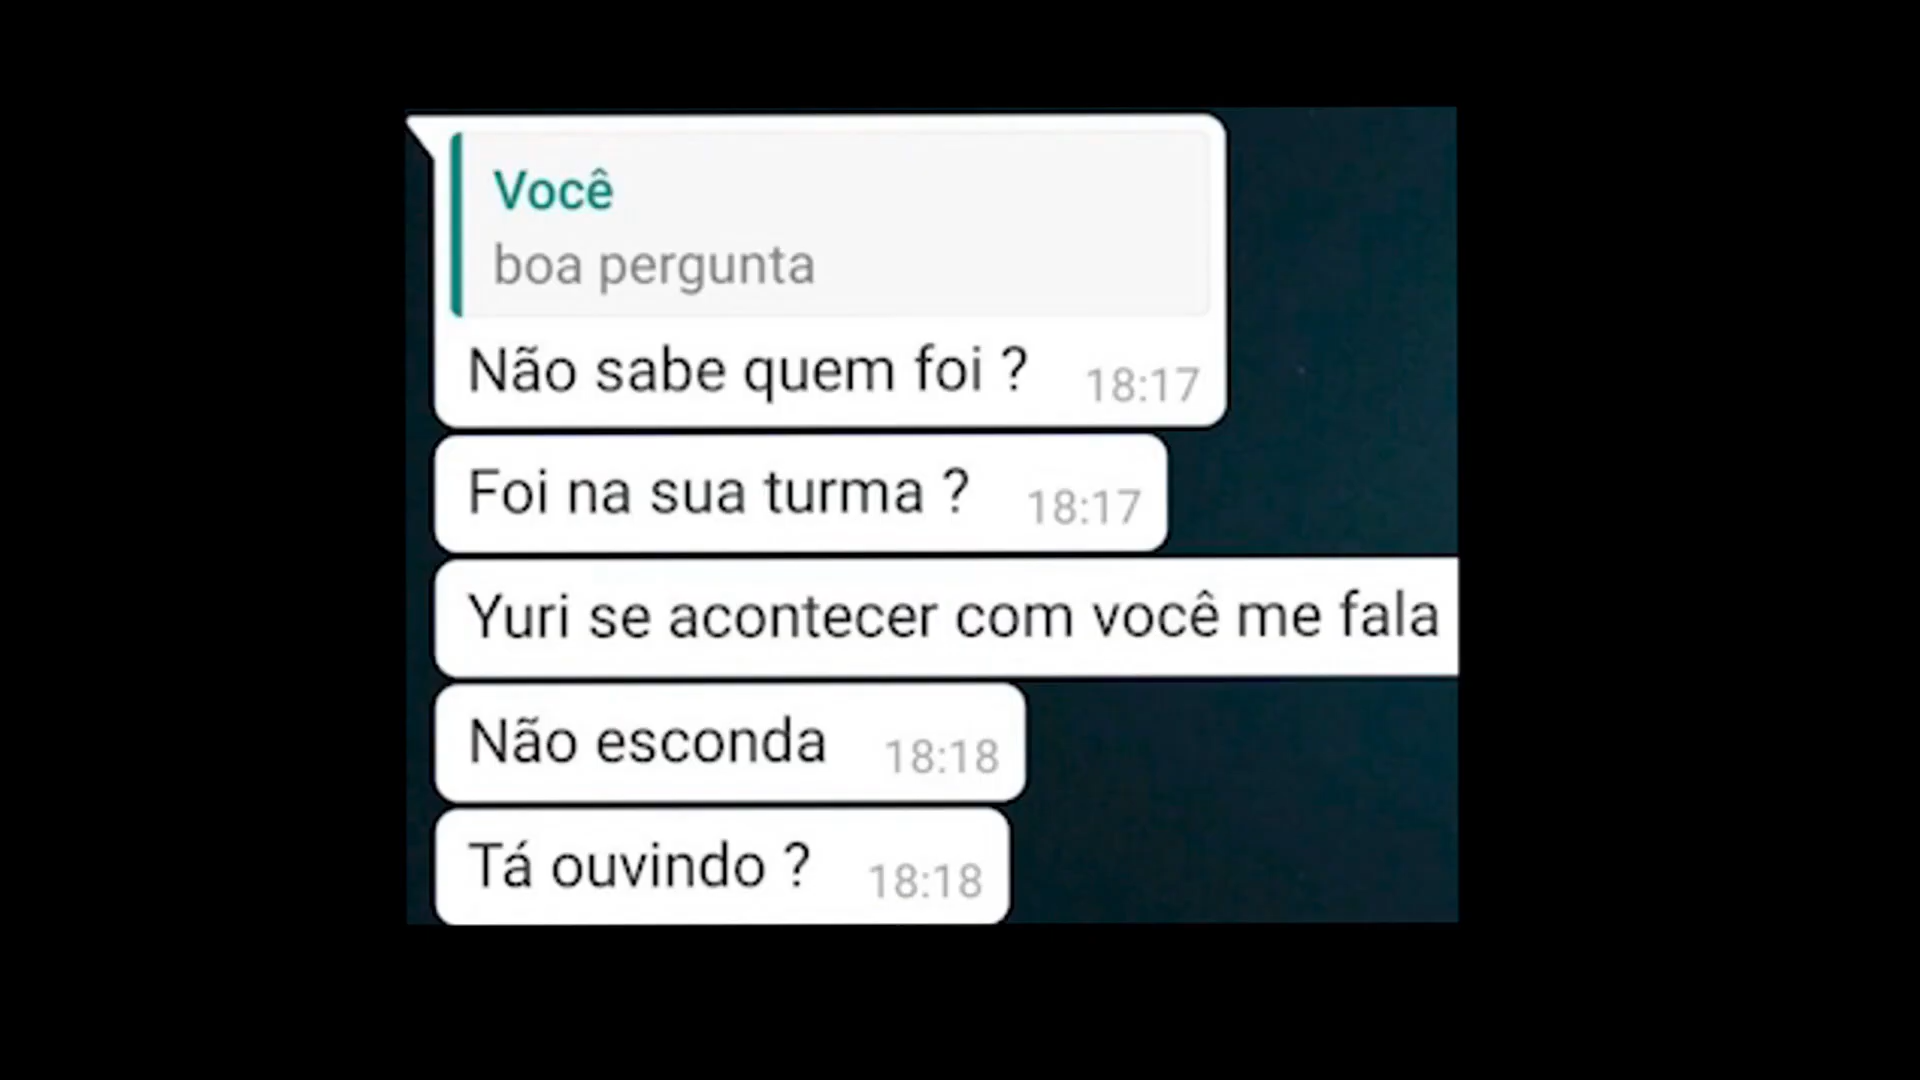 Você
boa pergunta
Não sabe quem foi ? 18:17
Foi na sua turma ? 18:17
Yuri se acontecer com você me fala
Não esconda 18:18
Tá ouvindo ? 18:18